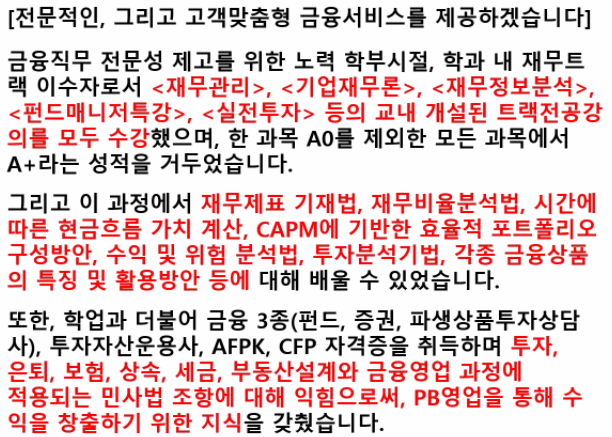 [전문적인, 그리고 고객맞춤형 금융서비스를 제공하겠습니다]
금융직무 전문성 제고를 위한 노력 학부시절, 학과 내 재무트
랙 이수자로서 <재무관리>, <기업재무론>, <재무정보분석>,
<펀드매니저특강>, <실전투자> 등의 교내 개설된 트랙전공강
의를 모두 수강했으며, 한 과목 A0를 제외한 모든 과목에서
A+라는 성적을 거두었습니다.
그리고 이 과정에서 재무제표 기재법, 재무비율분석법, 시간에
따른 현금흐름 가치 계산, CAPM에 기반한 효율적 포트폴리오
구성방안, 수익 및 위험 분석법, 투자분석기법, 각종 금융상품
의 특징 및 활용방안 등에 대해 배울 수 있었습니다.
또한, 학업과 더불어 금융 3종(펀드, 증권, 파생상품투자상담
사), 투자자산운용사, AFPK, CFP 자격증을 취득하며 투자,
은퇴, 보험, 상속, 세금, 부동산설계와 금융영업 과정에
적용되는 민사법 조항에 대해 익힘으로써, PB영업을 통해 수
익을 창출하기 위한 지식을 갖췄습니다.